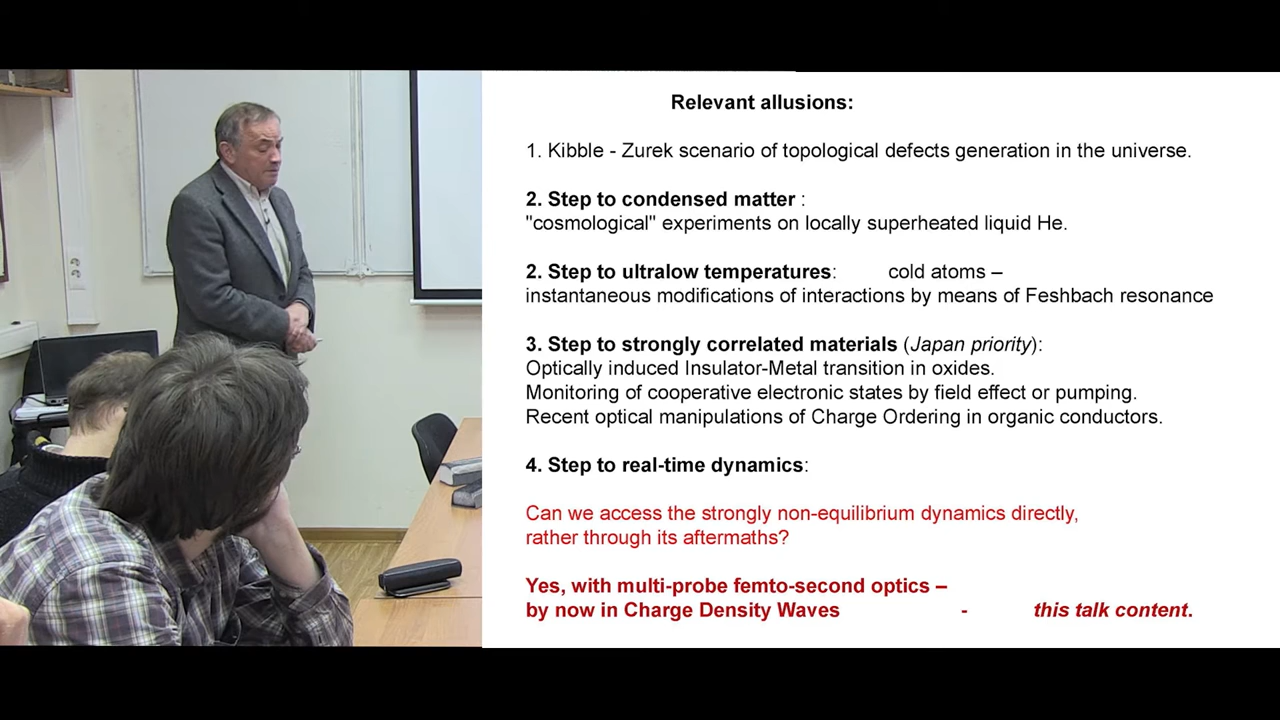 Relevant allusions:
1. Kibble - Zurek scenario of topological defects generation in the universe.
2. Step to condensed matter :
"cosmological" experiments on locally superheated liquid He.
2. Step to ultralow temperatures: cold atoms –
instantaneous modifications of interactions by means of Feshbach resonance
3. Step to strongly correlated materials (Japan priority):
Optically induced Insulator-Metal transition in oxides.
Monitoring of cooperative electronic states by field effect or pumping.
Recent optical manipulations of Charge Ordering in organic conductors.
4. Step to real-time dynamics:
Can we access the strongly non-equilibrium dynamics directly,
rather through its aftermaths?
Yes, with multi-probe femto-second optics –
by now in Charge Density Waves - this talk content.